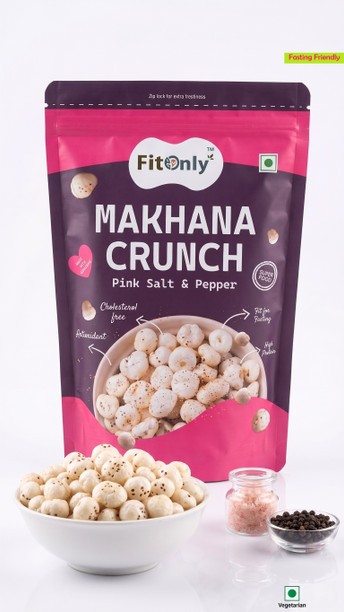 Fasting Friendly
Zip lock for extra freshness
FitOnly
TM
MAKHANA
CRUNCH
Pink Salt & Pepper
SUPER
FOOD
Cholesterol
free
Antioxidant
Fit for
Fasting
High
Protein
Vegetarian